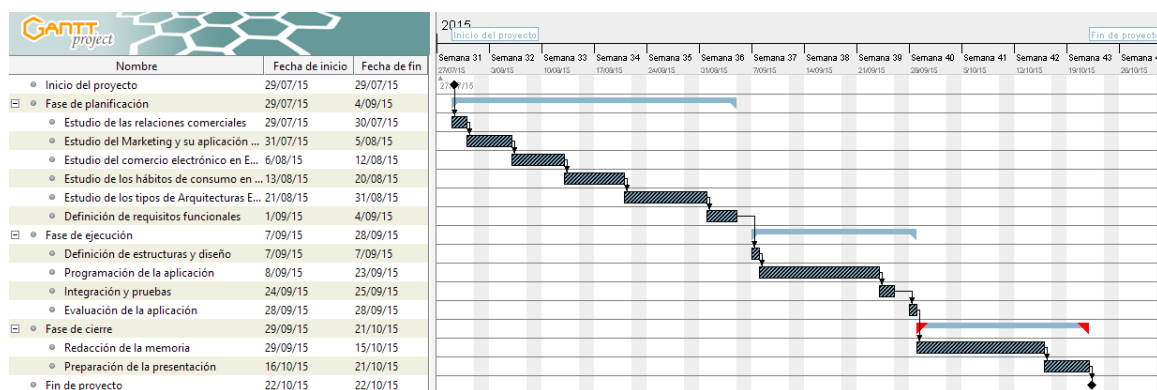 GANTT
project
2015
Inicio del proyecto Fin de proyecto
Nombre Fecha de inicio Fecha de fin
Semana 31 Semana 32 Semana 33 Semana 34 Semana 35 Semana 36 Semana 37 Semana 38 Semana 39 Semana 40 Semana 41 Semana 42 Semana 43 Semana
27/07/15 3/08/15 10/08/15 17/08/15 24/08/15 31/08/15 7/09/15 14/09/15 21/09/15 28/09/15 5/10/15 12/10/15 19/10/15 26/10/15
Inicio del proyecto 29/07/15 29/07/15
Fase de planificación 29/07/15 4/09/15
Estudio de las relaciones comerciales 29/07/15 30/07/15
Estudio del Marketing y su aplicación ... 31/07/15 5/08/15
Estudio del comercio electrónico en E... 6/08/15 12/08/15
Estudio de los hábitos de consumo en ... 13/08/15 20/08/15
Estudio de los tipos de Arquitecturas E... 21/08/15 31/08/15
Definición de requisitos funcionales 1/09/15 4/09/15
Fase de ejecución 7/09/15 28/09/15
Definición de estructuras y diseño 7/09/15 7/09/15
Programación de la aplicación 8/09/15 23/09/15
Integración y pruebas 24/09/15 25/09/15
Evaluación de la aplicación 28/09/15 28/09/15
Fase de cierre 29/09/15 21/10/15
Redacción de la memoria 29/09/15 15/10/15
Preparación de la presentación 16/10/15 21/10/15
Fin de proyecto 22/10/15 22/10/15